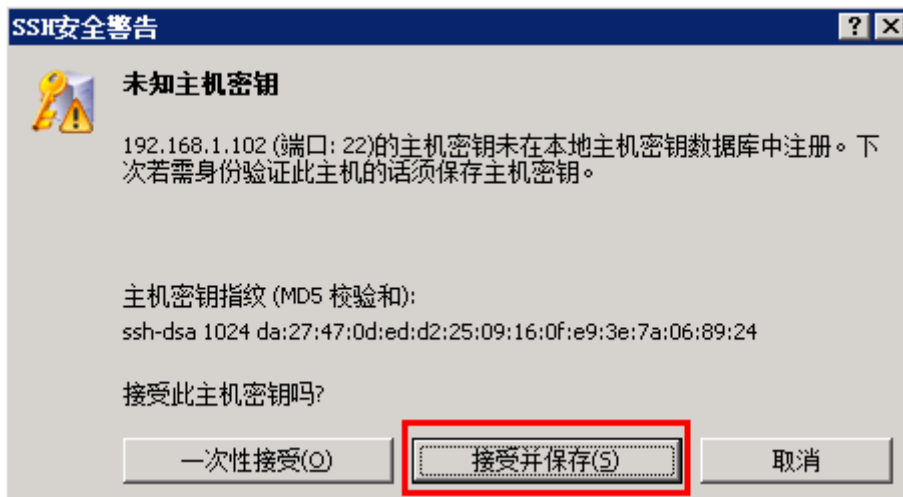 SSH安全警告
未知主机密钥
192.168.1.102 (端口: 22)的主机密钥未在本地主机密钥数据库中注册。下
次若需身份验证此主机的话须保存主机密钥。
主机密钥指纹 (MD5 校验和):
ssh-dsa 1024 da:27:47:0d:ed:d2:25:09:16:0f:e9:3e:7a:06:89:24
接受此主机密钥吗?
一次性接受(O) 接受并保存(S) 取消